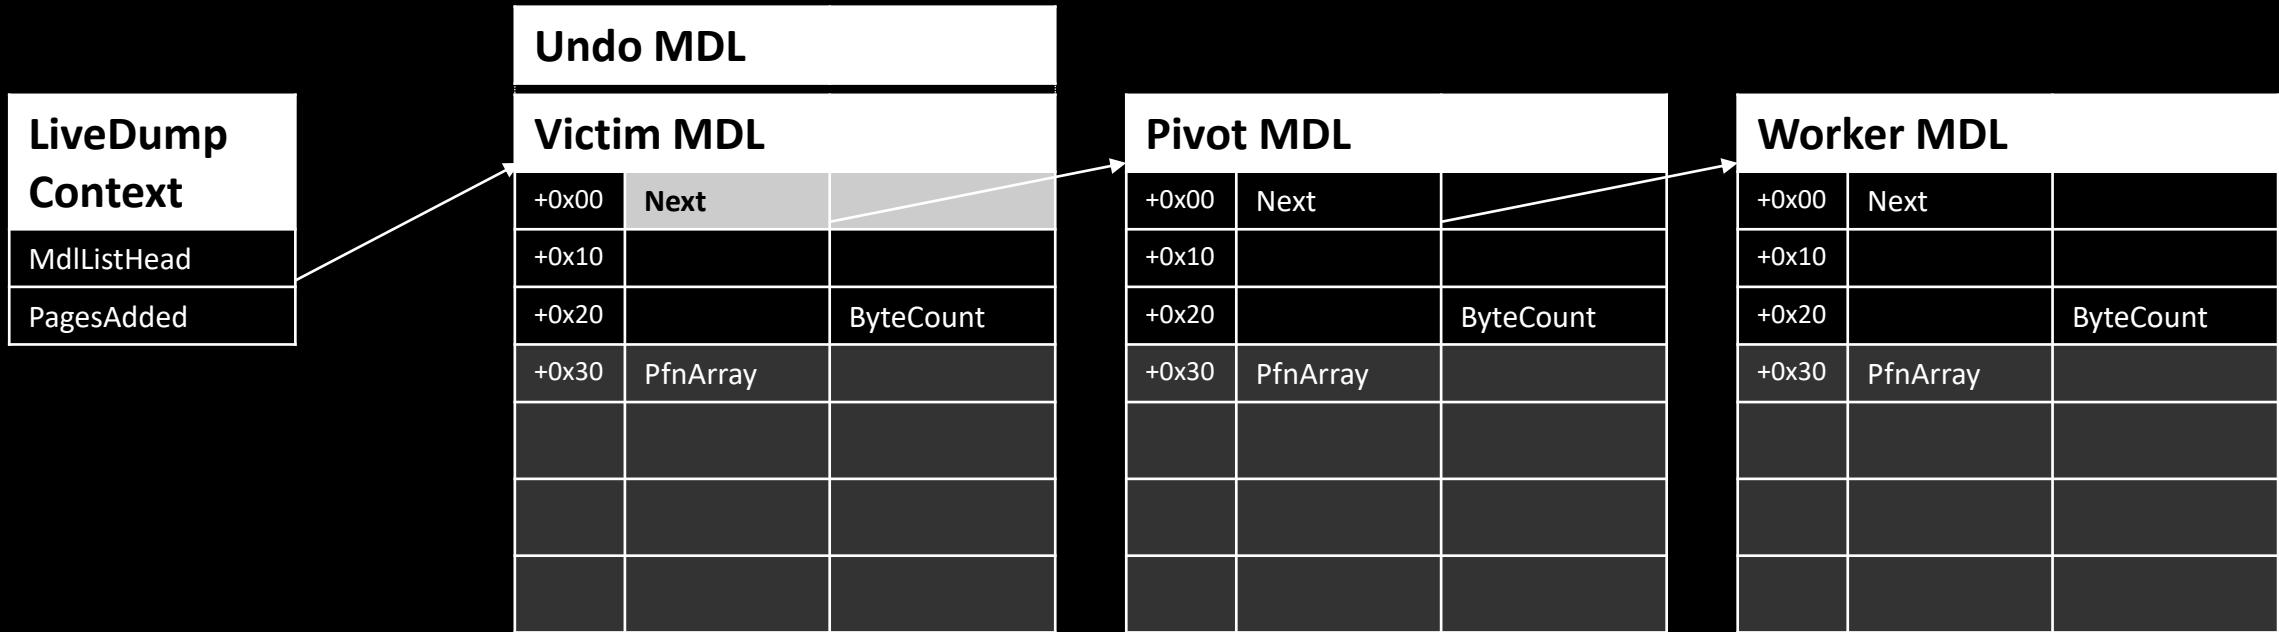 LiveDump
Context
MdlListHead
PagesAdded
Undo MDL
Victim MDL
+0x00 Next
+0x10
+0x20 ByteCount
+0x30 PfnArray
Pivot MDL
+0x00 Next
+0x10
+0x20 ByteCount
+0x30 PfnArray
Worker MDL
+0x00 Next
+0x10
+0x20 ByteCount
+0x30 PfnArray